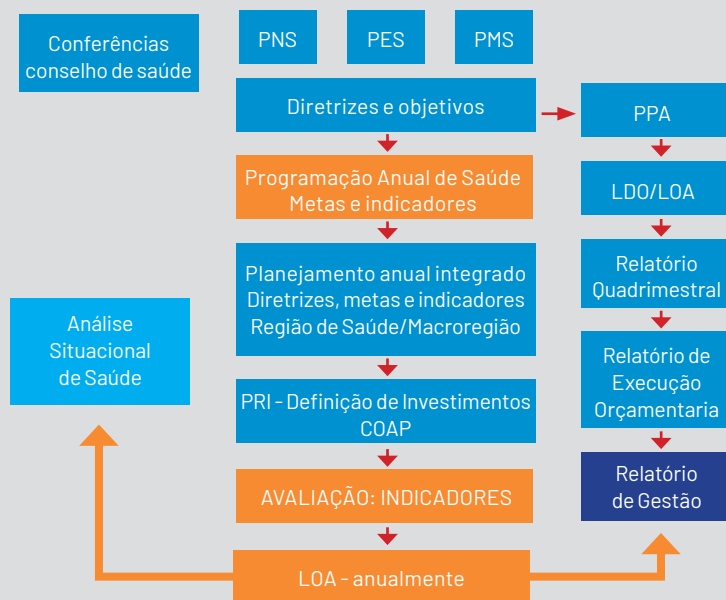 Conferências
conselho de saúde
PNS
PES
PMS
Diretrizes e objetivos
PPA
Programação Anual de Saúde
Metas e indicadores
LDO/LOA
Planejamento anual integrado
Diretrizes, metas e indicadores
Região de Saúde/Macroregião
Relatório
Quadrimestral
Análise
Situacional
de Saúde
Relatório de
Execução
Orçamentaria
PRI - Definição de Investimentos
COAP
AVALIAÇÃO: INDICADORES
Relatório
de Gestão
LOA - anualmente